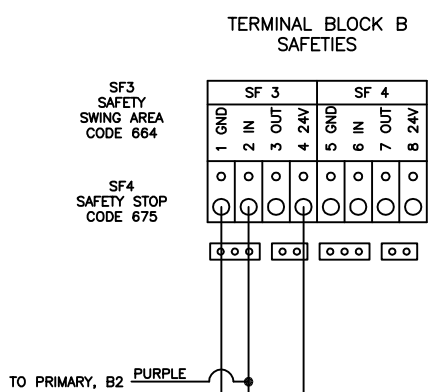 TERMINAL BLOCK B
SAFETIES
SF3
SAFETY
SWING AREA
CODE 664
SF4
SAFETY STOP
CODE 675
SF 3
SF 4
1 GND
2 IN
3 OUT
4 24V
5 GND
6 IN
7 OUT
8 24V
TO PRIMARY, B2
PURPLE